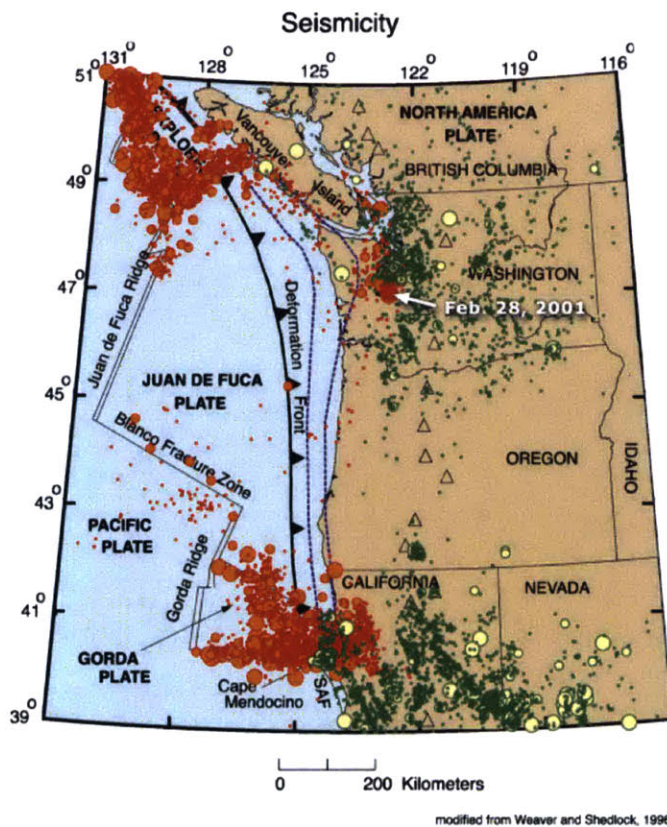 Seismicity
131° 128° 125° 122° 119° 116°
51°
NORTH AMERICA
PLATE
Vancouver
Island
BRITISH COLUMBIA
49°
WASHINGTON
Feb. 28, 2001
47°
Juan de Fuca Ridge
Deformation
Front
JUAN DE FUCA
PLATE
45°
Blanco Fracture Zone
OREGON
IDAHO
43°
PACIFIC
PLATE
Gorda Ridge
CALIFORNIA
NEVADA
41°
GORDA
PLATE
Cape
Mendocino
SAF
39°
0 200 Kilometers
modified from Weaver and Shedlock, 1996